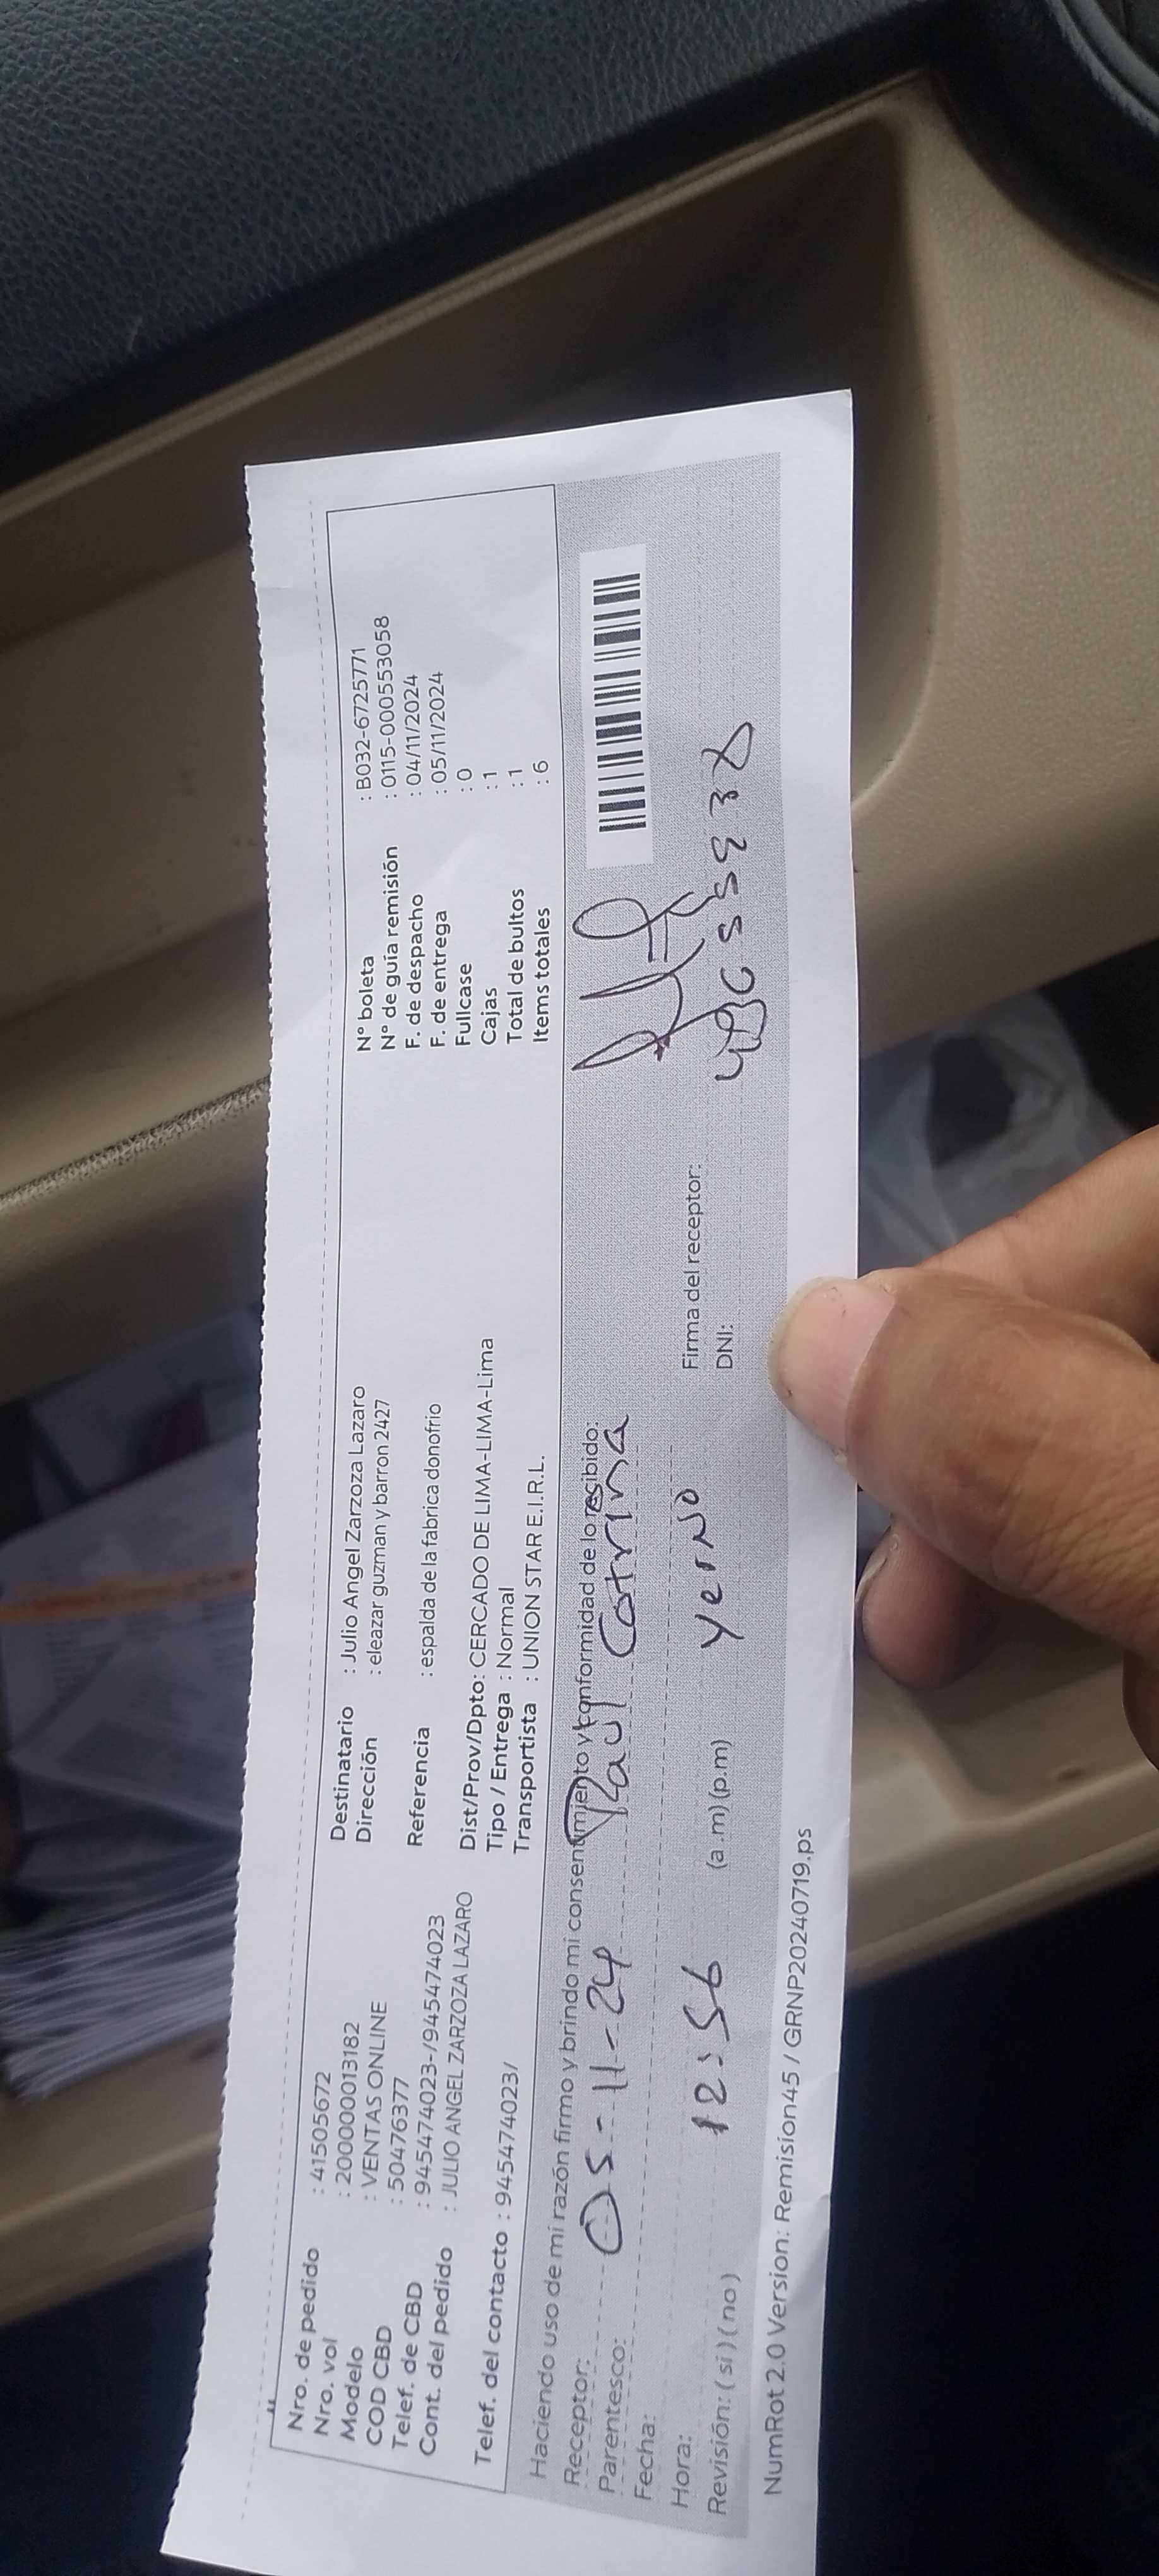 Nro. de pedido : 41505672
Nro. vol : 200000013182
Modelo : VENTAS ONLINE
COD CBD : 50476377
Telef. de CBD : 945474023-/945474023
Cont. del pedido : JULIO ANGEL ZARZOZA LAZARO
Telef. del contacto : 945474023/
Destinatario : Julio Angel Zarzoza Lazaro
Dirección : eleazar guzman y barron 2427
Referencia : espalda de la fabrica donofrio
Dist/Prov/Dpto: CERCADO DE LIMA-LIMA-Lima
Tipo / Entrega : Normal
Transportista : UNION STAR E.I.R.L.
N° boleta : B032-6725771
N° de guía remisión : 0115-000553058
F. de despacho : 04/11/2024
F. de entrega : 05/11/2024
Fullcase : 0
Cajas : 1
Total de bultos : 1
Items totales : 6
Haciendo uso de mi razón firmo y brindo mi consentimiento y conformidad de lo recibido:
Receptor:
Parentesco:
05-11-24 Raul Cotrina
Fecha:
Hora:
12:56 yerno
Revisión: ( si ) ( no ) (a.m) (p.m)
Firma del receptor:
DNI:
NumRot 2.0 Version: Remision45 / GRNP20240719.ps